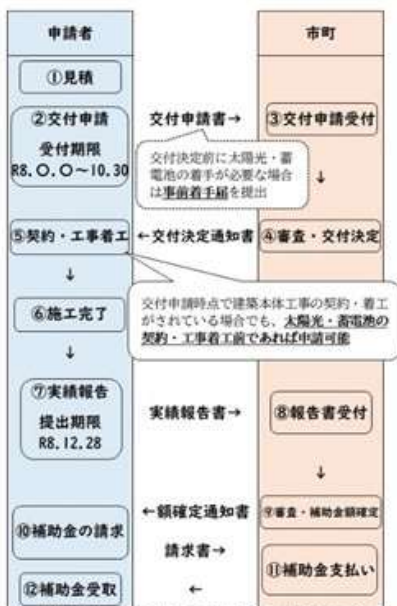 申請者
市町
①見積
②交付申請
受付期限
R8.○.○～10.30
交付申請書→
③交付申請受付
交付決定前に太陽光・蓄
電池の着手が必要な場合
は事前着手届を提出
↓
⑤契約・工事着工
←交付決定通知書
④審査・交付決定
↓
交付申請時点で建築本体工事の契約・着工
がされている場合でも、太陽光・蓄電池の
契約・工事着工前であれば申請可能
⑥施工完了
↓
⑦実績報告
提出期限
R8.12.28
実績報告書→
⑧報告書受付
↓
←額確定通知書
⑨審査・補助金額確定
⑩補助金の請求
請求書→
⑪補助金支払い
⑫補助金受取
←